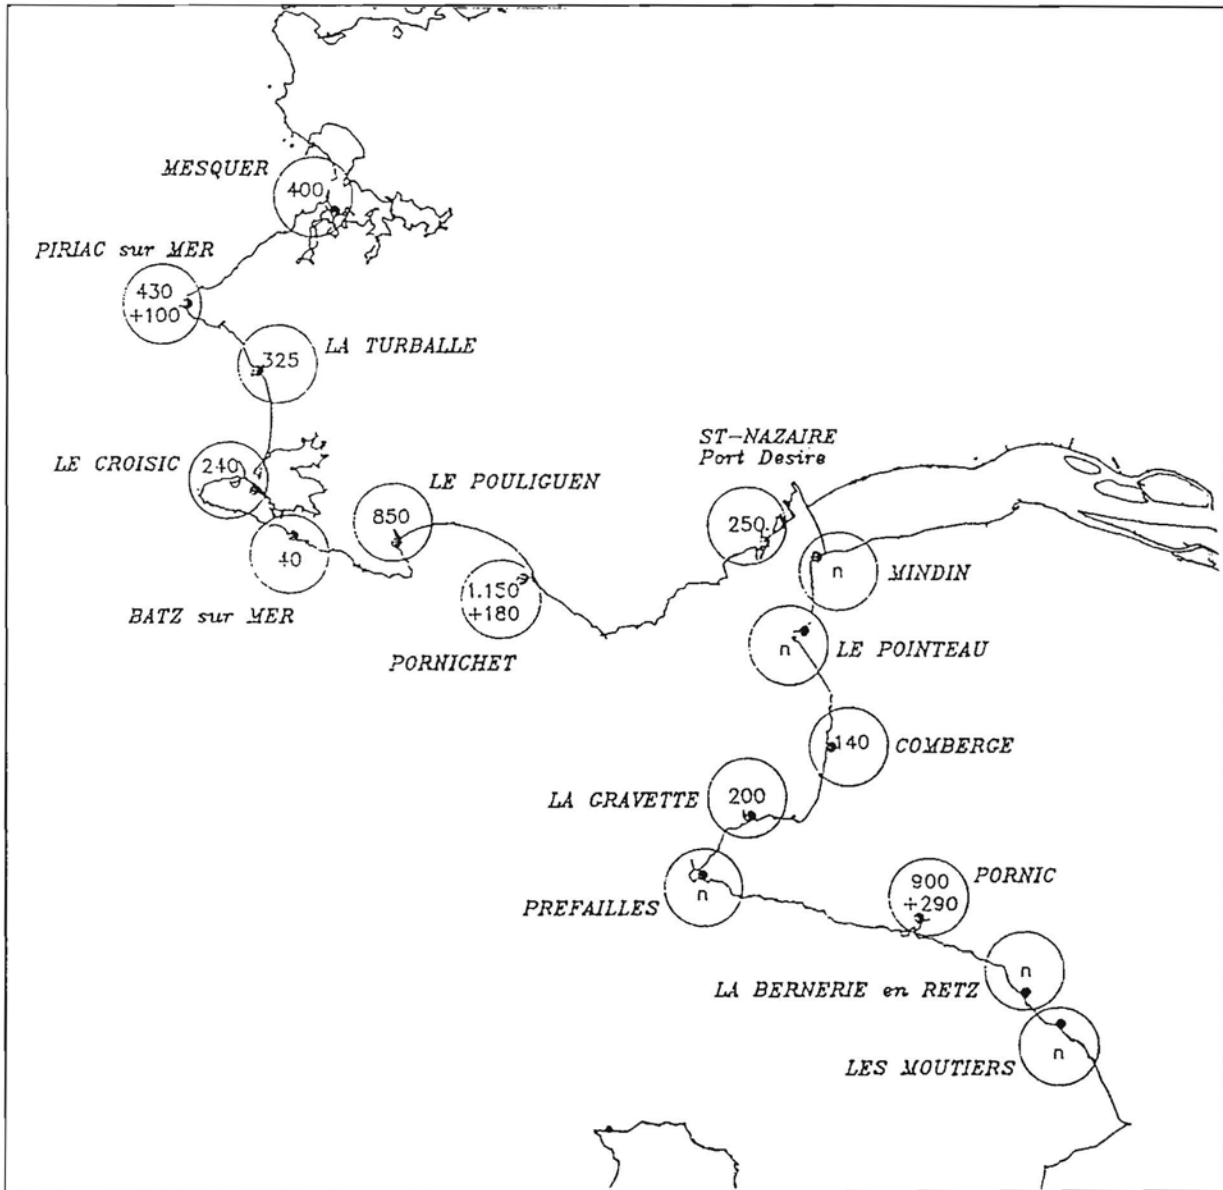 MESQUER
400
PIRIAC sur MER
430
+100
LA TURBALLE
325
LE CROISIC
240
LE POULIGUEN
850
ST-NAZAIRE
Port Desire
250
40
BATZ sur MER
1.150
+180
PORNICHET
n
MINDIN
n
LE POINTEAU
140
COMBERGE
LA GRAVETTE
200
PREFAILLES
n
900
+290
PORNIC
LA BERNERIE en RETZ
n
LES MOUTIERS
n